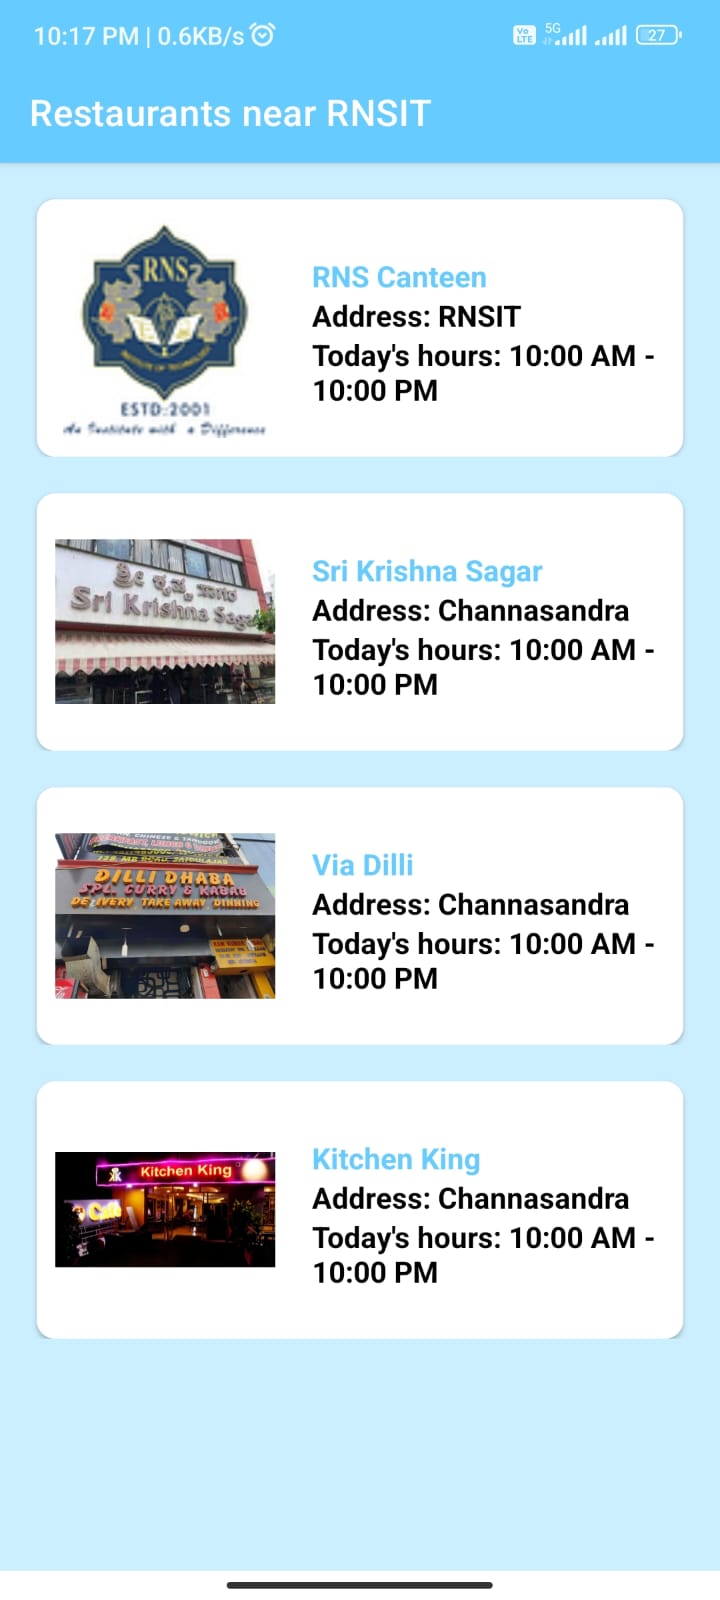 10:17 PM | 0.6KB/s
Vo LTE 5G 27
Restaurants near RNSIT
RNS
INSTITUTE OF TECHNOLOGY
ESTD:2001
An Institute with a Difference
RNS Canteen
Address: RNSIT
Today's hours: 10:00 AM -
10:00 PM
ಶ್ರೀ ಕೃಷ್ಣ ಸಾಗರ
Sri Krishna Sagar
Sri Krishna Sagar
Address: Channasandra
Today's hours: 10:00 AM -
10:00 PM
DILLI DHABA
SPL. CURRY & KABAB
DELIVERY, TAKE AWAY, DINNING
Via Dilli
Address: Channasandra
Today's hours: 10:00 AM -
10:00 PM
Kitchen King
Cafe
Kitchen King
Address: Channasandra
Today's hours: 10:00 AM -
10:00 PM